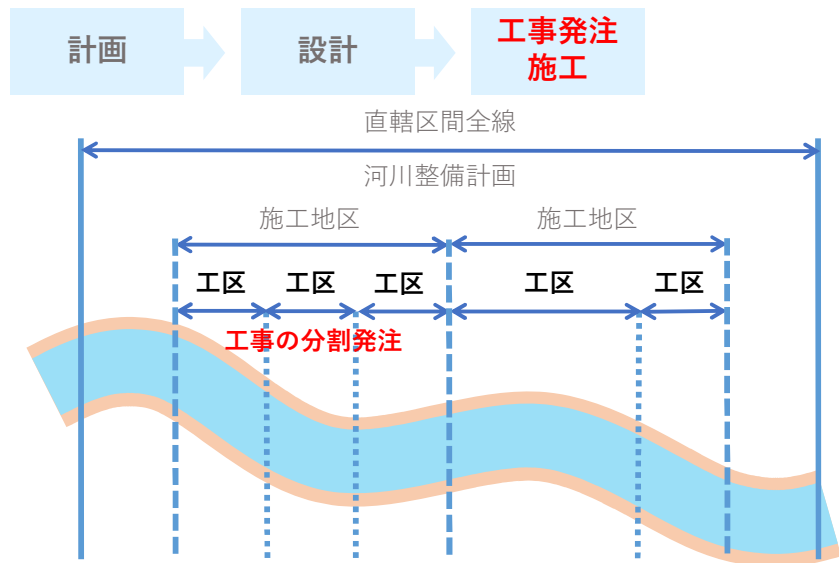 計画
設計
工事発注
施工
直轄区間全線
河川整備計画
施工地区
施工地区
工区
工区
工区
工区
工区
工事の分割発注